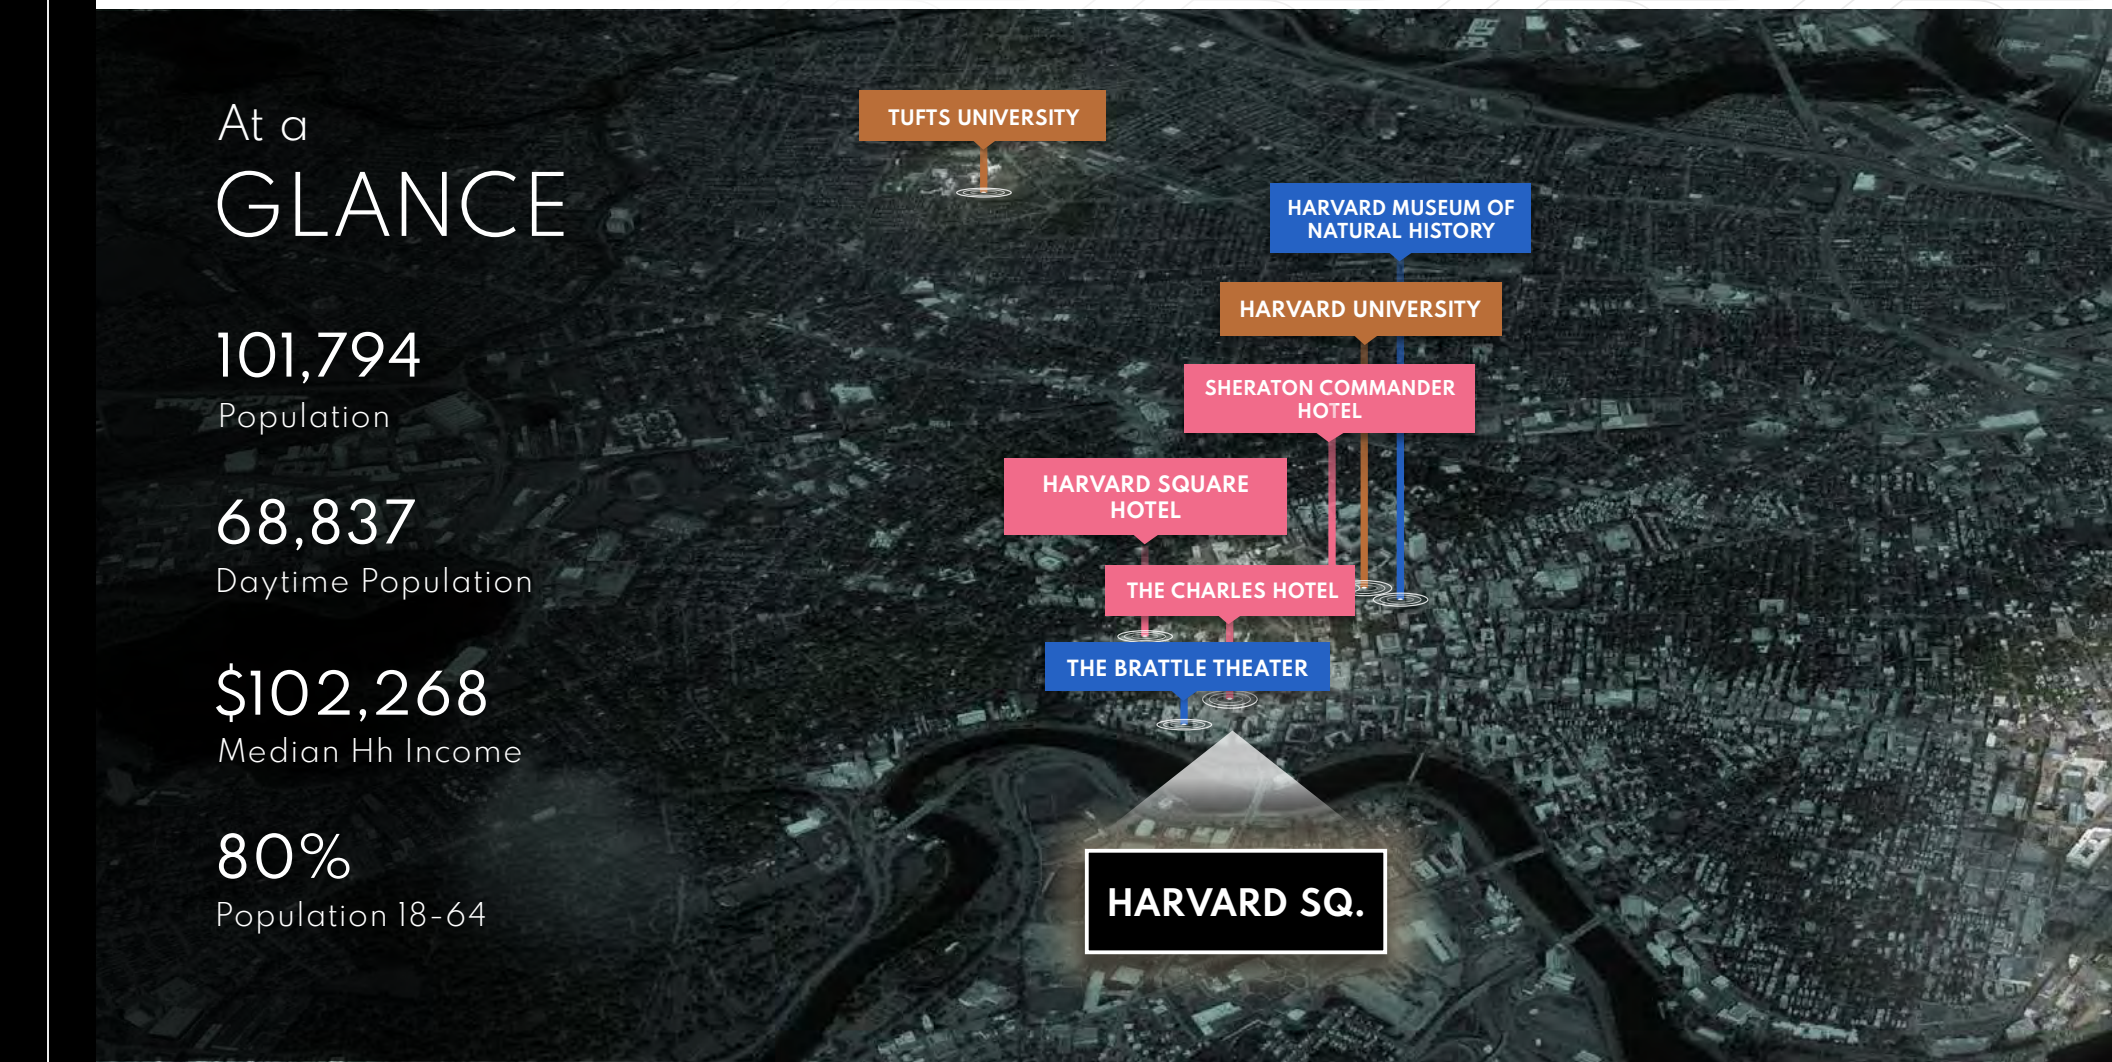 At a
GLANCE
101,794
Population
68,837
Daytime Population
$102,268
Median Hh Income
80%
Population 18-64
TUFTS UNIVERSITY
HARVARD MUSEUM OF
NATURAL HISTORY
HARVARD UNIVERSITY
SHERATON COMMANDER
HOTEL
HARVARD SQUARE
HOTEL
THE CHARLES HOTEL
THE BRATTLE THEATER
HARVARD SQ.